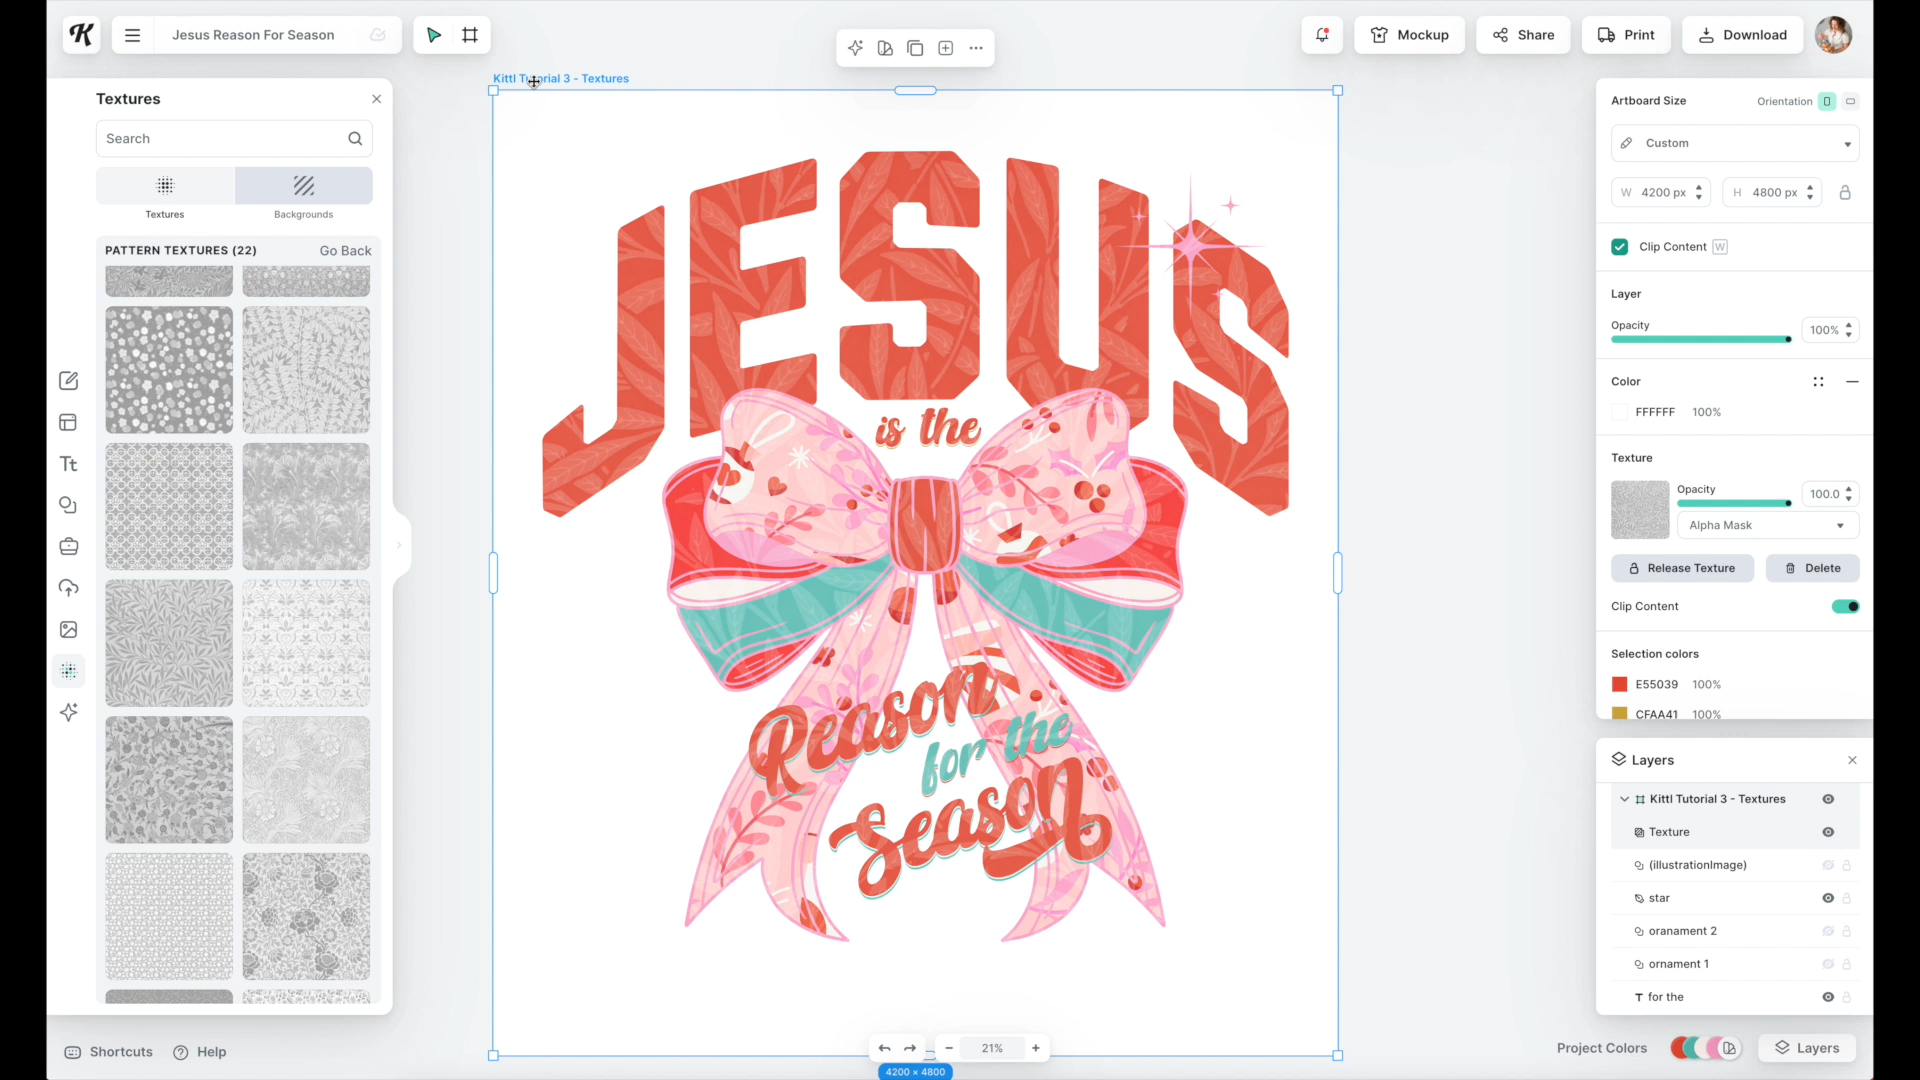 K
Jesus Reason For Season
Mockup
Share
Print
Download
Textures
Search
Textures
Backgrounds
PATTERN TEXTURES (22)
Go Back
Shortcuts
Help
Kittl Tutorial 3 - Textures
JESUS
is the
Reason
for the
Season
21%
4200 × 4800
Artboard Size
Orientation
Custom
W 4200 px
H 4800 px
Clip Content W
Layer
Opacity
100%
Color
FFFFFF 100%
Texture
Opacity
100.0
Alpha Mask
Release Texture
Delete
Clip Content
Selection colors
E55039 100%
CFAA41 100%
Layers
Kittl Tutorial 3 - Textures
Texture
(illustrationImage)
star
oranament 2
ornament 1
T for the
Project Colors
Layers